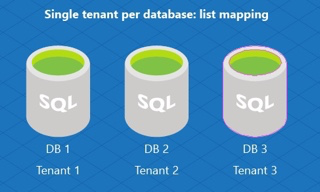 Single tenant per database: list mapping
SQL SQL SQL
DB 1 DB 2 DB 3
Tenant 1 Tenant 2 Tenant 3